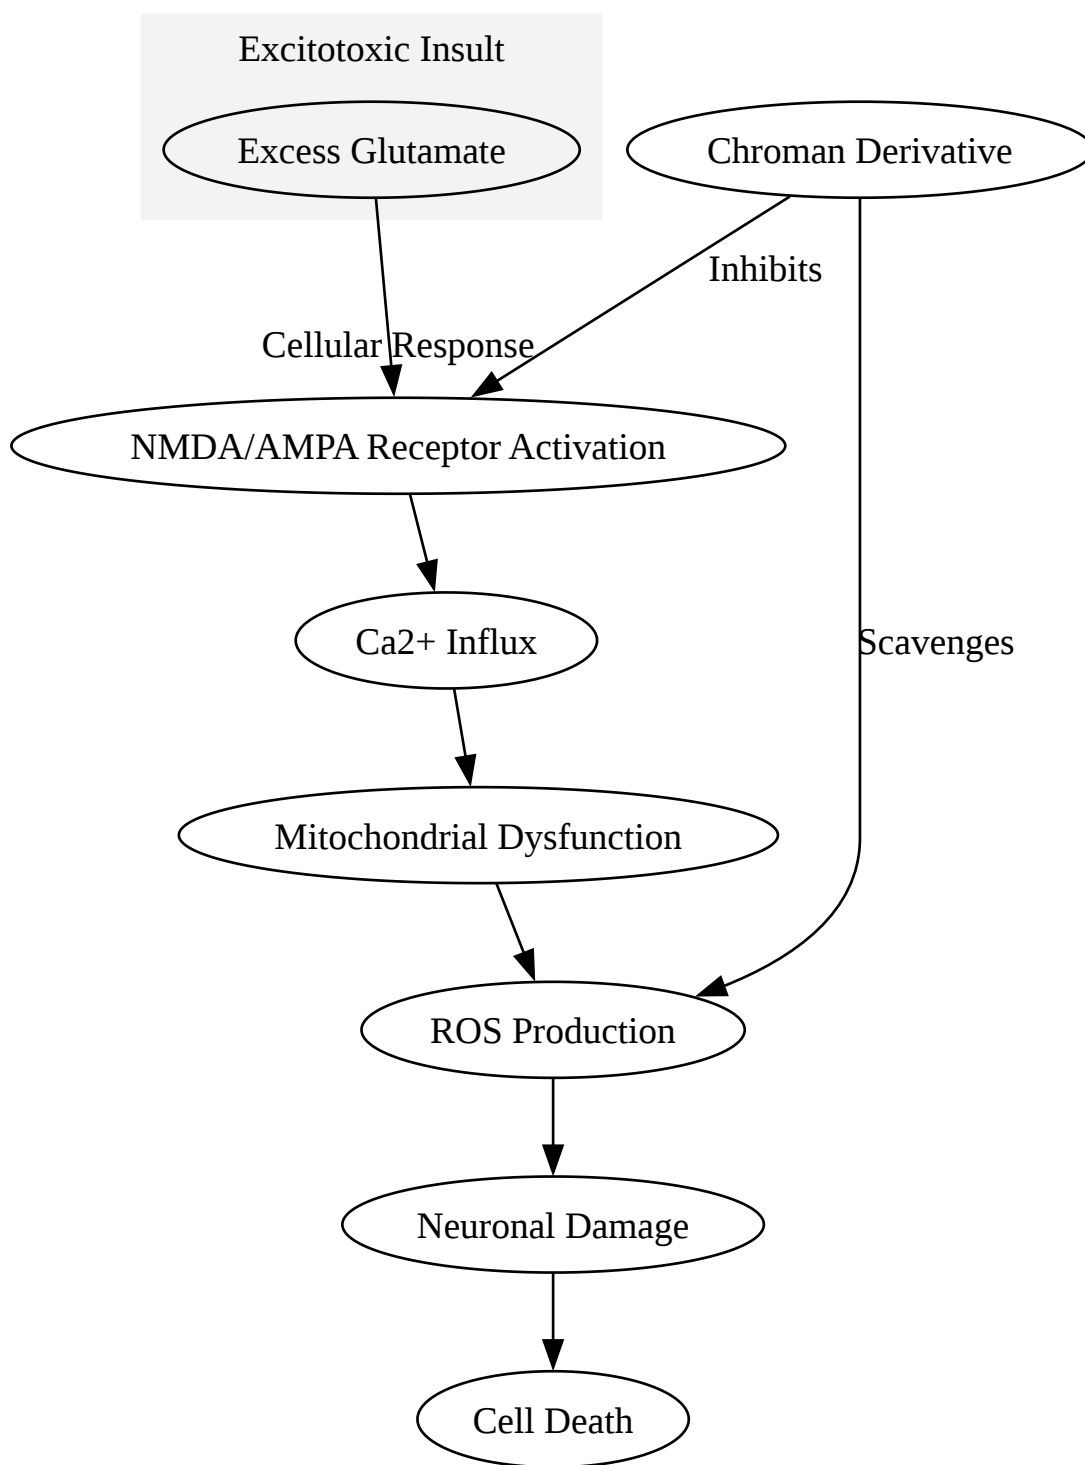 Excitotoxic Insult
Excess Glutamate
Chroman Derivative
Inhibits
Cellular Response
NMDA/AMPA Receptor Activation
Ca2+ Influx
Scavenges
Mitochondrial Dysfunction
ROS Production
Neuronal Damage
Cell Death